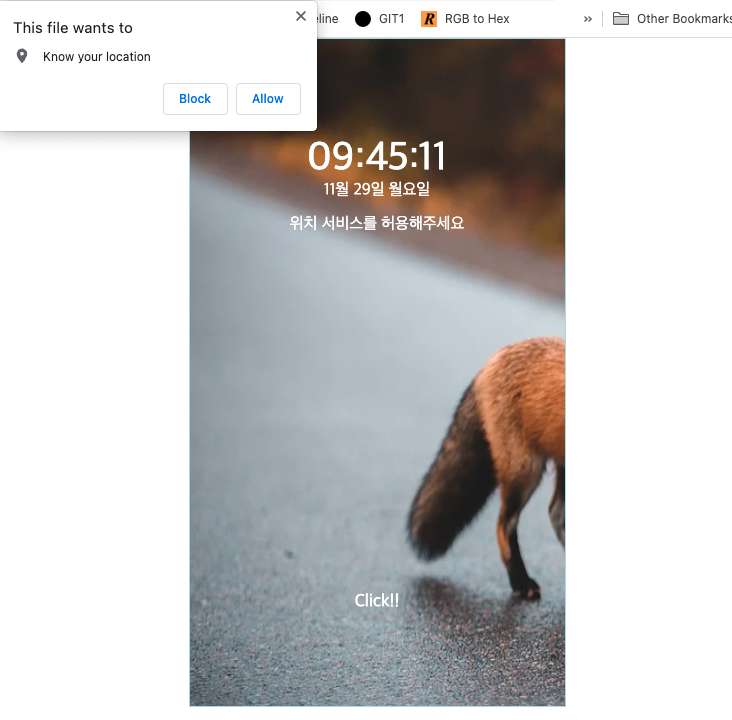 This file wants to
Know your location
Block
Allow
eline
GIT1
R
RGB to Hex
»
Other Bookmarks
09:45:11
11월 29일 월요일
위치 서비스를 허용해주세요
Click!!